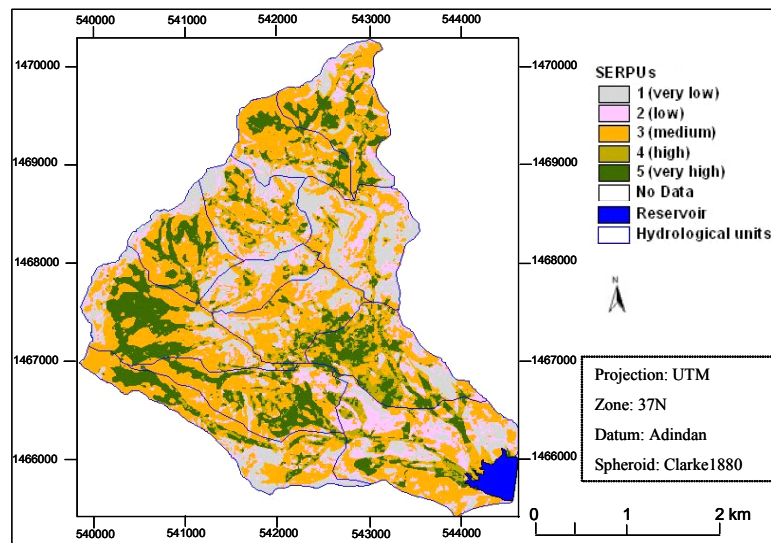 540000 541000 542000 543000 544000
1470000 1470000
1469000 1469000
1468000 1468000
1467000 1467000
1466000 1466000
540000 541000 542000 543000 544000
SERPUs
1 (very low)
2 (low)
3 (medium)
4 (high)
5 (very high)
No Data
Reservoir
Hydrological units
N
Projection: UTM
Zone: 37N
Datum: Adindan
Spheroid: Clarke1880
0 1 2 km